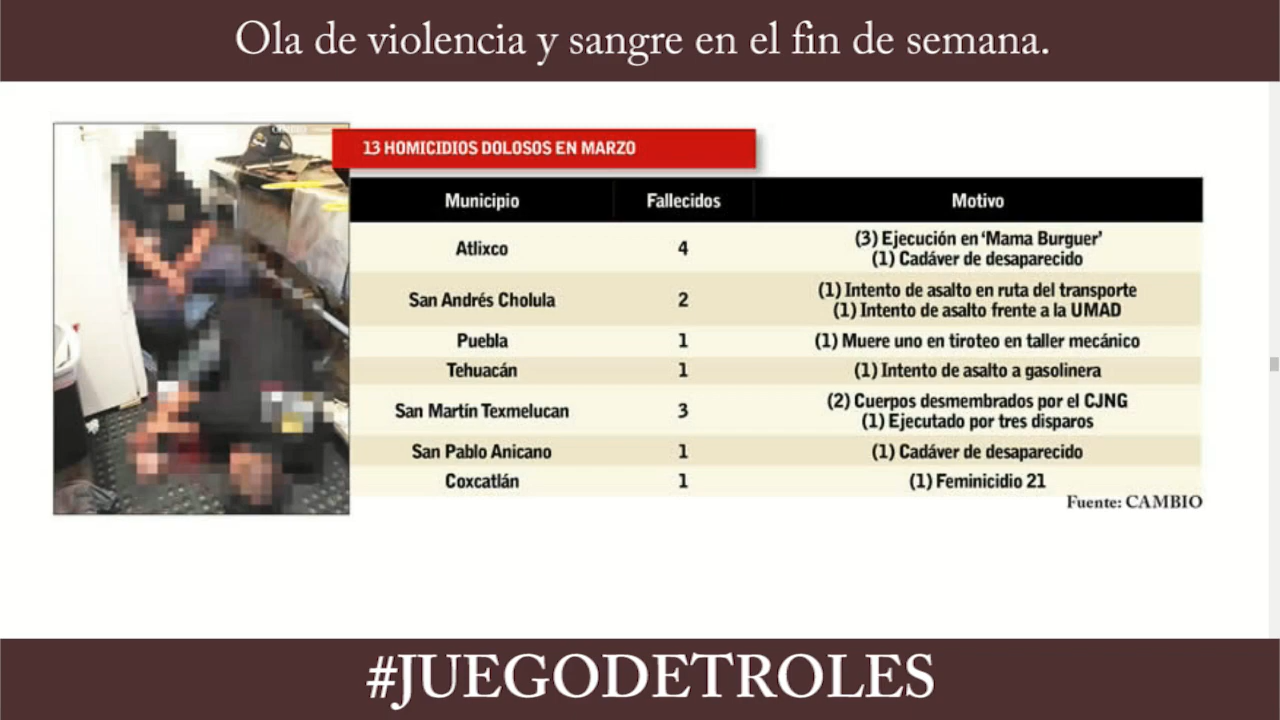 Ola de violencia y sangre en el fin de semana.
13 HOMICIDIOS DOLOSOS EN MARZO
Municipio Fallecidos Motivo
Atlixco 4 (3) Ejecución en ‘Mama Burguer’
(1) Cadáver de desaparecido
San Andrés Cholula 2 (1) Intento de asalto en ruta del transporte
(1) Intento de asalto frente a la UMAD
Puebla 1 (1) Muere uno en tiroteo en taller mecánico
Tehuacán 1 (1) Intento de asalto a gasolinera
San Martín Texmelucan 3 (2) Cuerpos desmembrados por el CJNG
(1) Ejecutado por tres disparos
San Pablo Anicano 1 (1) Cadáver de desaparecido
Coxcatlán 1 (1) Feminicidio 21
Fuente: CAMBIO
#JUEGODETROLES